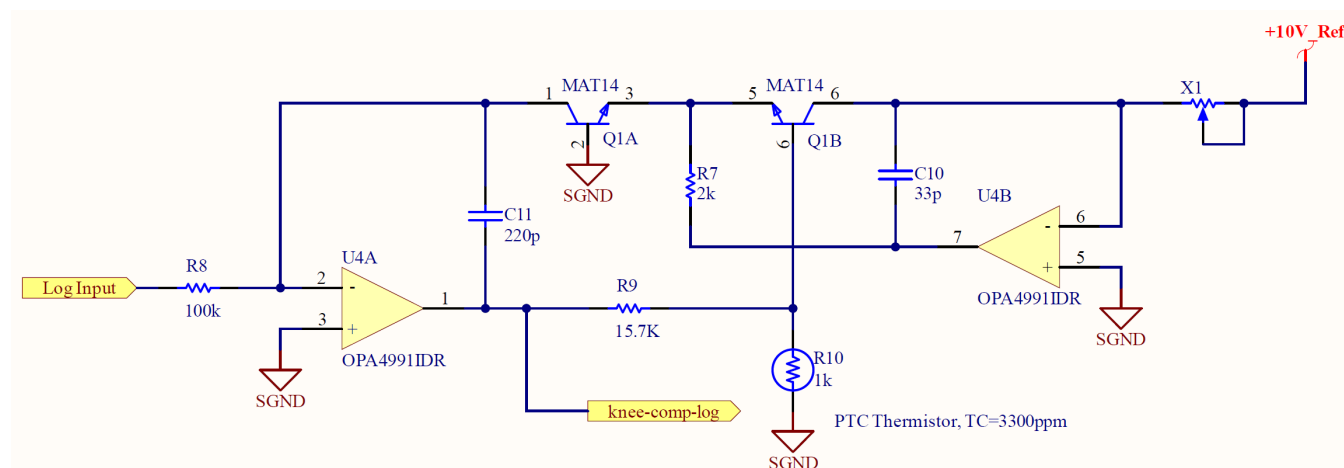 +10V_Ref
MAT14
MAT14
X1
1
3
5
6
Q1A
Q1B
2
6
SGND
R7
2k
C10
33p
U4B
C11
220p
7
-
6
+
5
U4A
OPA4991IDR
R8
Log Input
2
-
1
R9
SGND
100k
3
+
15.7K
OPA4991IDR
R10
1k
SGND
knee-comp-log
PTC Thermistor, TC=3300ppm
SGND